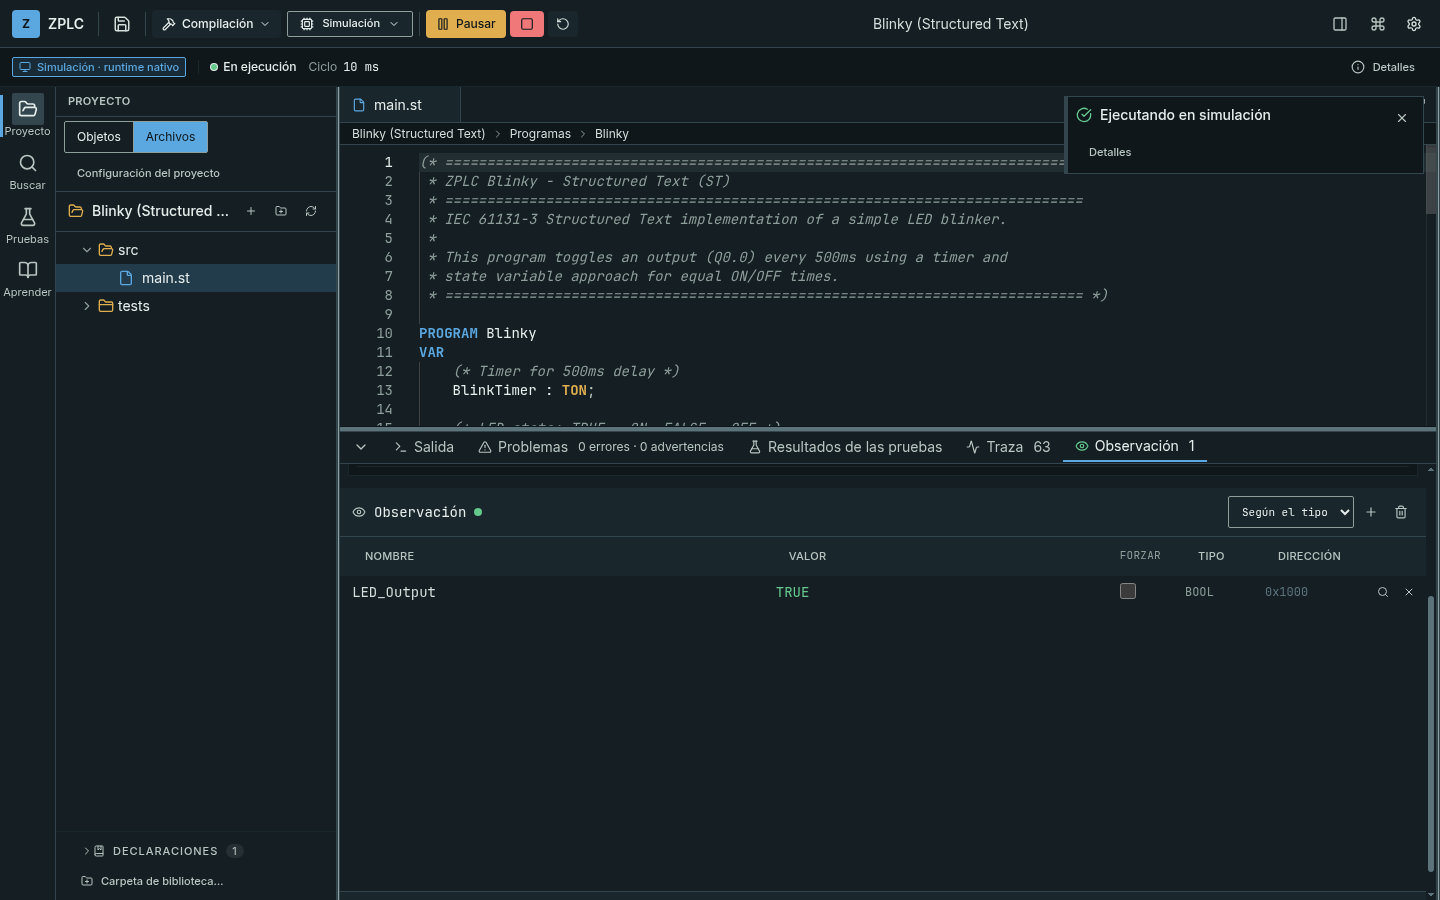 Z ZPLC Compilación Simulación Pausar Blinky (Structured Text)
Simulación · runtime nativo En ejecución Ciclo 10 ms Detalles
Proyecto
Buscar
Pruebas
Aprender
PROYECTO
Objetos Archivos
Configuración del proyecto
Blinky (Structured ...
src
main.st
tests
DECLARACIONES 1
Carpeta de biblioteca...
main.st
Blinky (Structured Text) Programas Blinky
Ejecutando en simulación
Detalles
1 (* =============================================================================
2 * ZPLC Blinky - Structured Text (ST)
3 * ============================================================================
4 * IEC 61131-3 Structured Text implementation of a simple LED blinker.
5 *
6 * This program toggles an output (Q0.0) every 500ms using a timer and
7 * state variable approach for equal ON/OFF times.
8 * ============================================================================ *)
9
10 PROGRAM Blinky
11 VAR
12 (* Timer for 500ms delay *)
13 BlinkTimer : TON;
14
15 (* LED state: TRUE = ON, FALSE = OFF *)
Salida Problemas 0 errores · 0 advertencias Resultados de las pruebas Traza 63 Observación 1
Observación Según el tipo
NOMBRE VALOR FORZAR TIPO DIRECCIÓN
LED_Output TRUE BOOL 0x1000